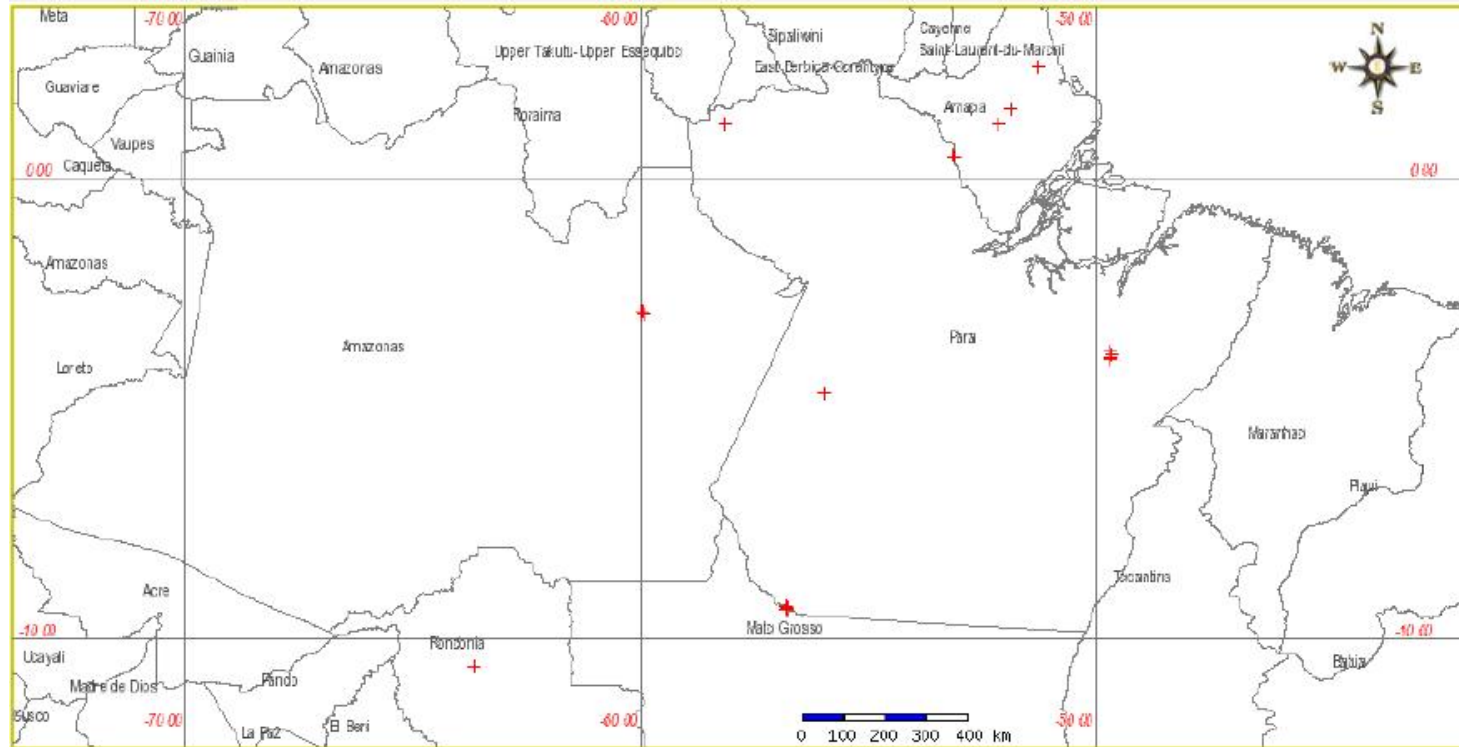 Meta
-70 00
-60 00
-50 00
Guainia
Amazonas
Upper Takutu-Upper Essequibo
Sipaliwini
East Berbice-Corentyne
Cayenne
Saint-Laurent-du-Maroni
N
W E
S
Guaviare
Roraima
Amapa
Vaupes
Caqueta
0 00
0 00
Amazonas
Amazonas
Para
Loreto
Maranhao
Piaui
Acre
Tocantins
Mato Grosso
-10 00
-10 00
Rondonia
Ucayali
Madre de Dios
Pando
Bahia
-70 00
El Beni
La Paz
-60 00
-50 00
0 100 200 300 400 km